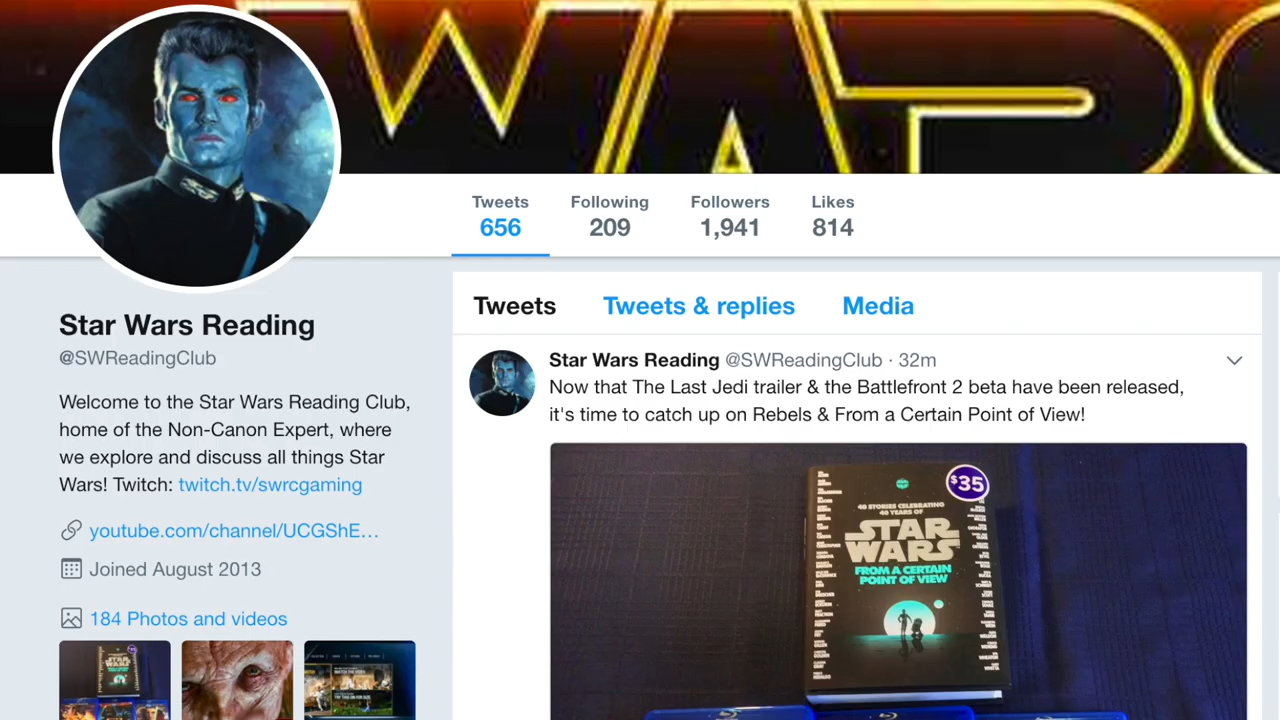 WARS
Tweets Following Followers Likes
656 209 1,941 814
Tweets Tweets & replies Media
Star Wars Reading
@SWReadingClub
Welcome to the Star Wars Reading Club,
home of the Non-Canon Expert, where
we explore and discuss all things Star
Wars! Twitch: twitch.tv/swrcgaming
youtube.com/channel/UCGShE…
Joined August 2013
184 Photos and videos
STAR
WARS
Star Wars Reading @SWReadingClub · 32m
Now that The Last Jedi trailer & the Battlefront 2 beta have been released,
it's time to catch up on Rebels & From a Certain Point of View!
$35
40 STORIES CELEBRATING
40 YEARS OF
STAR
WARS
FROM A CERTAIN
POINT OF VIEW